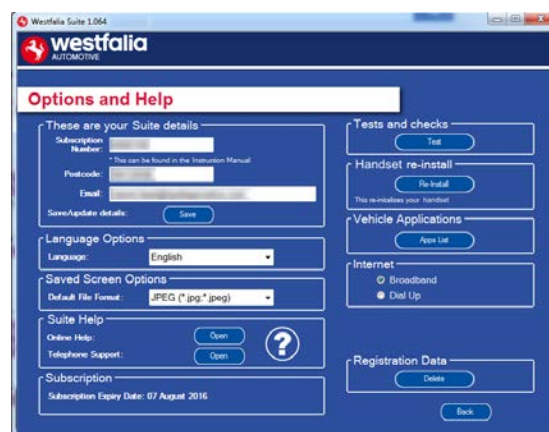 Westfalia Suite 1.064
westfalia
AUTOMOTIVE
Options and Help
These are your Suite details
Subscription Number:
* This can be found in the Instruction Manual
Postcode:
Email:
Save/update details: Save
Language Options
Language: English
Saved Screen Options
Default File Format: JPEG (*.jpg;*.jpeg)
Suite Help
Online Help: Open
Telephone Support: Open
?
Subscription
Subscription Expiry Date: 07 August 2016
Tests and checks
Test
Handset re-install
Re-Install
This re-initialises your handset
Vehicle Applications
Apps List
Internet
Broadband
Dial Up
Registration Data
Delete
Back